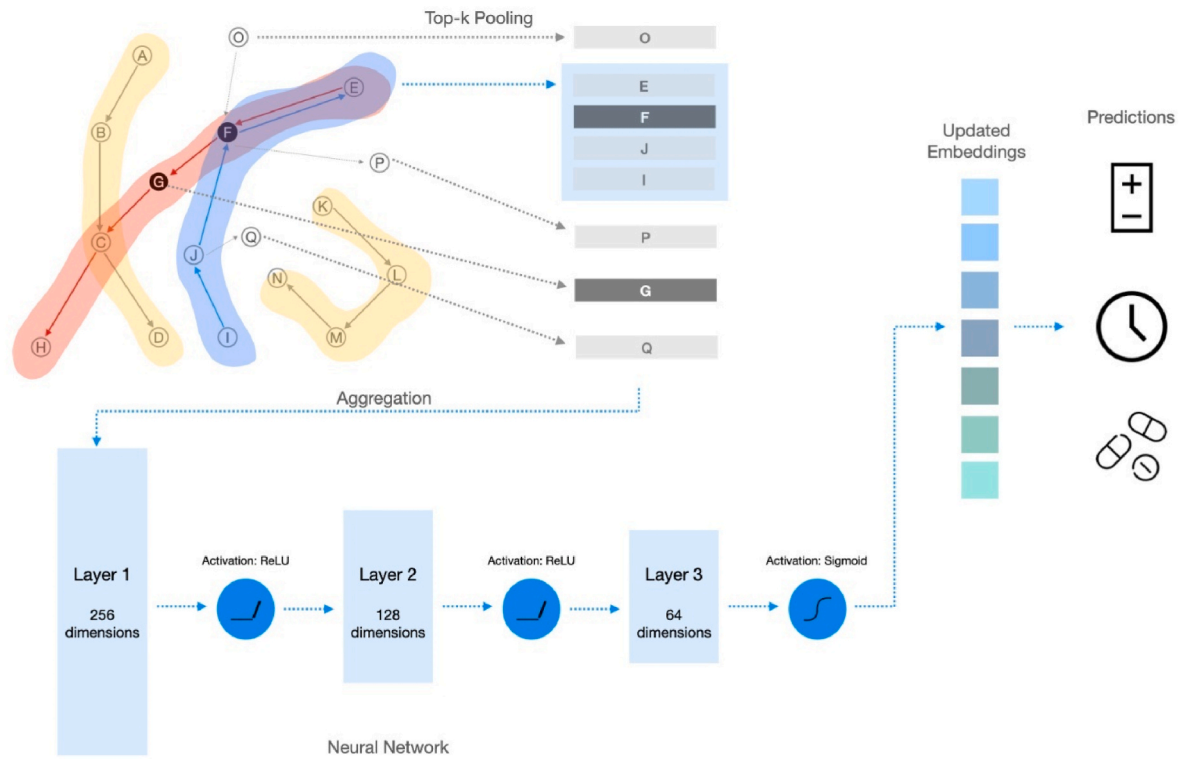 Top-k Pooling
O
A
E
B
F
P
G
K
C
Q
J
N
L
H
D
I
M
O
E
F
J
I
P
G
Q
Updated
Embeddings
Predictions
Aggregation
Layer 1
256
dimensions
Activation: ReLU
Layer 2
128
dimensions
Activation: ReLU
Layer 3
64
dimensions
Activation: Sigmoid
Neural Network